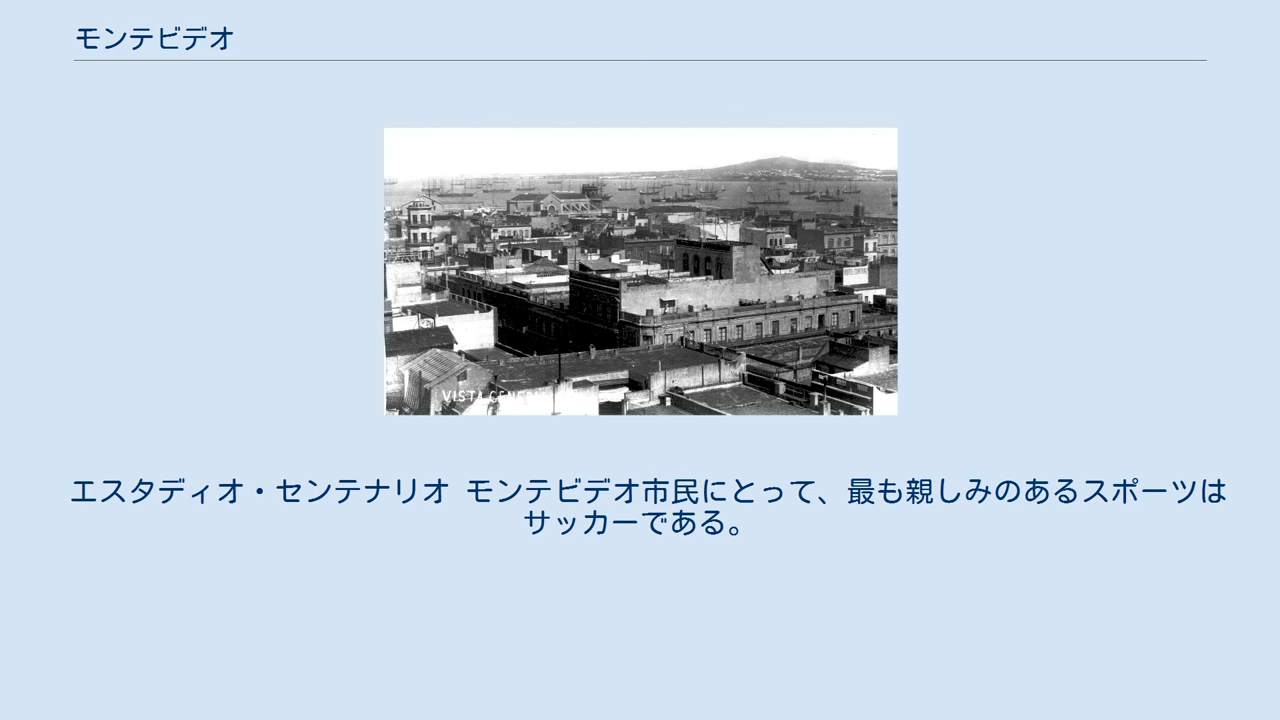 モンテビデオ
VISTA GENERAL
エスタディオ・センテナリオ モンテビデオ市民にとって、最も親しみのあるスポーツは
サッカーである。